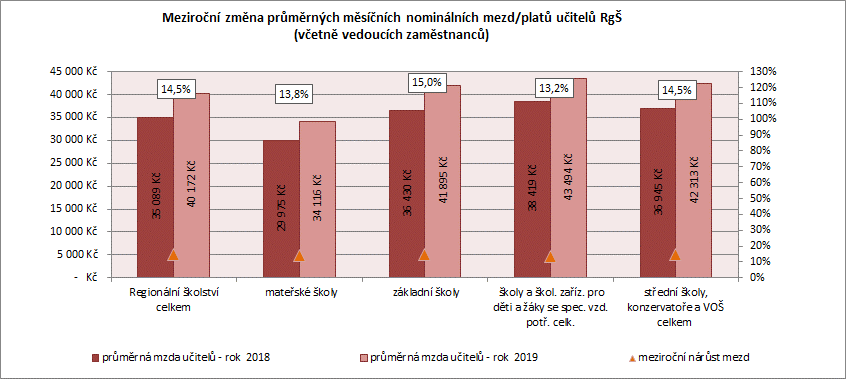 Meziroční změna průměrných měsíčních nominálních mezd/platů učitelů RgŠ
(včetně vedoucích zaměstnanců)
45 000 Kč
40 000 Kč
35 000 Kč
30 000 Kč
25 000 Kč
20 000 Kč
15 000 Kč
10 000 Kč
5 000 Kč
- Kč
130%
120%
110%
100%
90%
80%
70%
60%
50%
40%
30%
20%
10%
0%
14,5%
13,8%
15,0%
13,2%
14,5%
35 089 Kč
40 172 Kč
29 975 Kč
34 116 Kč
36 430 Kč
41 895 Kč
38 419 Kč
43 494 Kč
36 945 Kč
42 313 Kč
Regionální školství
celkem
mateřské školy
základní školy
školy a škol. zaříz. pro
děti a žáky se spec. vzd.
potř. celk.
střední školy,
konzervatoře a VOŠ
celkem
průměrná mzda učitelů - rok 2018
průměrná mzda učitelů - rok 2019
meziroční nárůst mezd